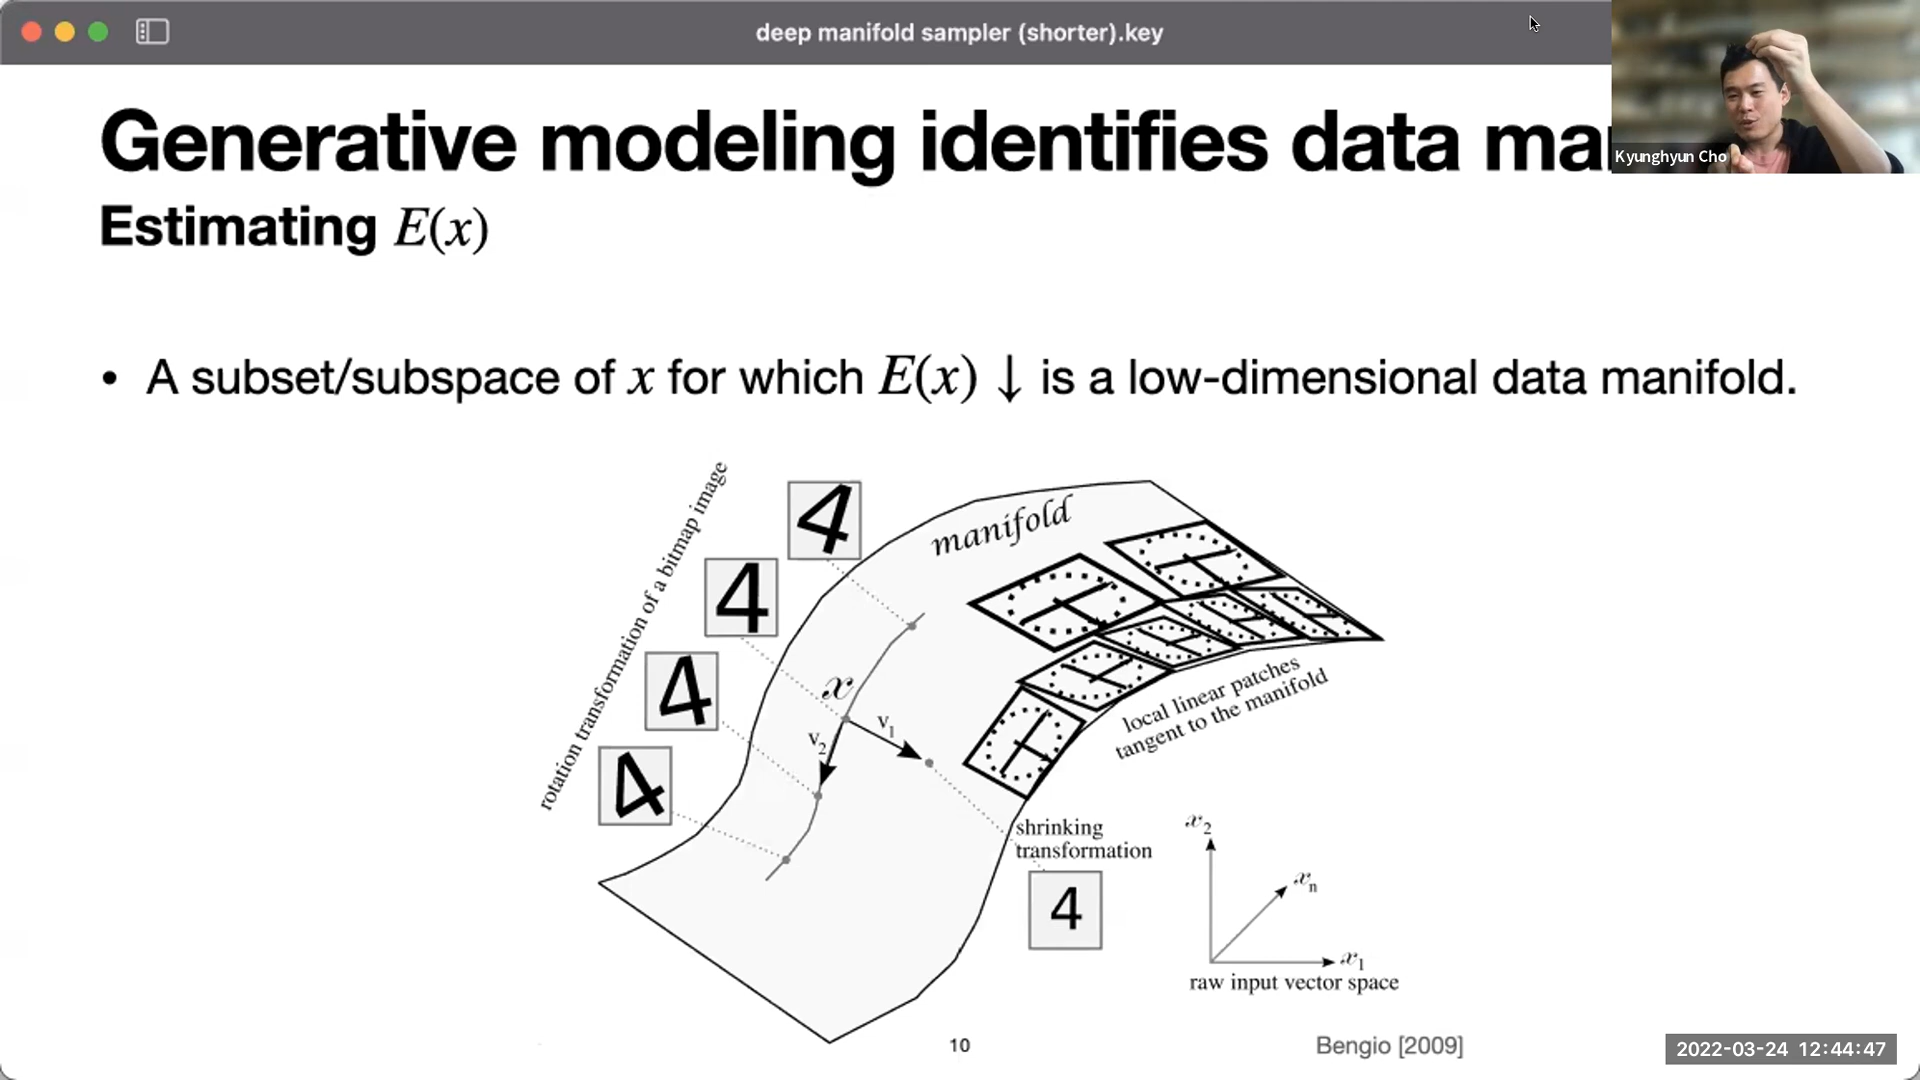 deep manifold sampler (shorter).key
Generative modeling identifies data
Kyunghyun Cho
Estimating E(x)
• A subset/subspace of x for which E(x) ↓ is a low-dimensional data manifold.
rotation transformation of a bitmap image
4
manifold
4
4
x
v1
v2
local linear patches
tangent to the manifold
4
shrinking
transformation
4
x2
xn
x1
raw input vector space
10
Bengio [2009]
2022-03-24 12:44:47